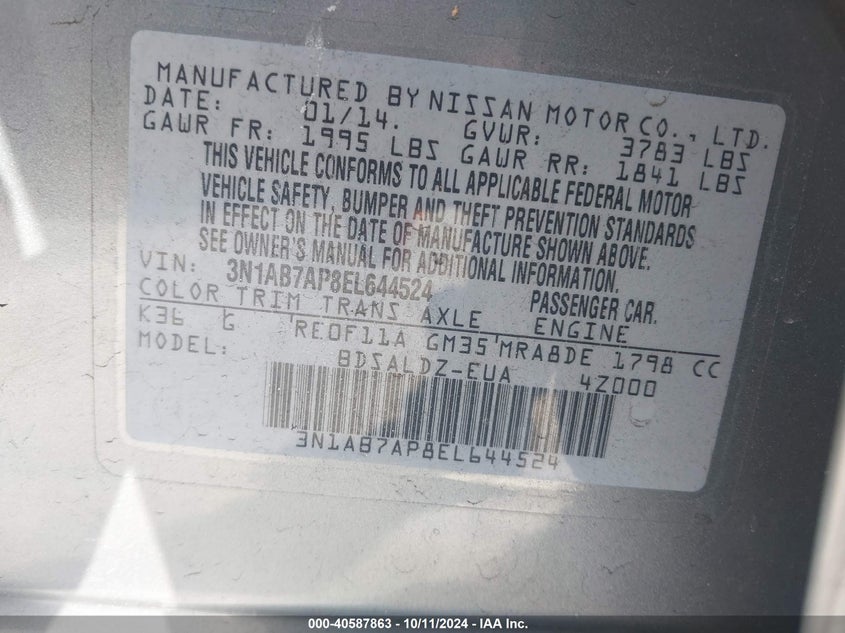 MANUFACTURED BY NISSAN MOTOR CO., LTD.
DATE: 01/14. GVWR: 3783 LBS
GAWR FR: 1995 LBS GAWR RR: 1841 LBS
THIS VEHICLE CONFORMS TO ALL APPLICABLE FEDERAL MOTOR
VEHICLE SAFETY, BUMPER AND THEFT PREVENTION STANDARDS
IN EFFECT ON THE DATE OF MANUFACTURE SHOWN ABOVE.
SEE OWNER'S MANUAL FOR ADDITIONAL INFORMATION.
VIN: 3N1AB7AP8EL644524 PASSENGER CAR.
COLOR TRIM TRANS AXLE ENGINE
K36 G RE0F11A GM35 MRA8DE 1798 CC
MODEL: BDSALDZ-EUA 4Z000
3N1AB7AP8EL644524
000-40587863 - 10/11/2024 - IAA Inc.